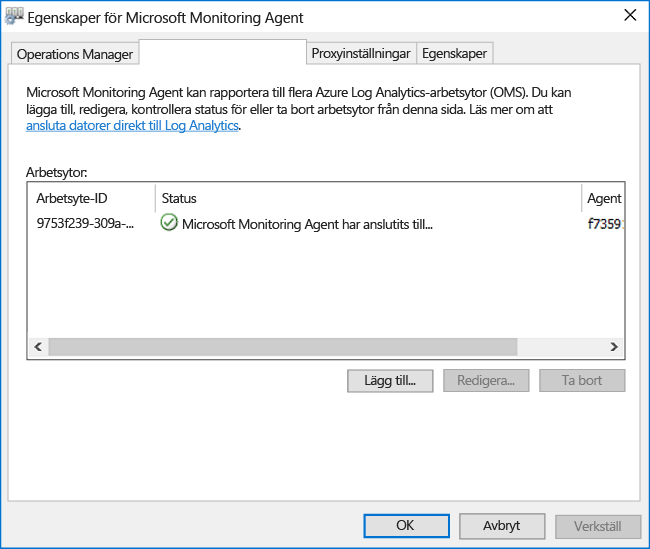 Egenskaper för Microsoft Monitoring Agent
Operations Manager Proxyinställningar Egenskaper
Microsoft Monitoring Agent kan rapportera till flera Azure Log Analytics-arbetsytor (OMS). Du kan
lägga till, redigera, kontrollera status för eller ta bort arbetsytor från denna sida. Läs mer om att
ansluta datorer direkt till Log Analytics.
Arbetsytor:
Arbetsyte-ID Status Agent
9753f239-309a-... Microsoft Monitoring Agent har anslutits till... f7359
Lägg till... Redigera... Ta bort
OK Avbryt Verkställ